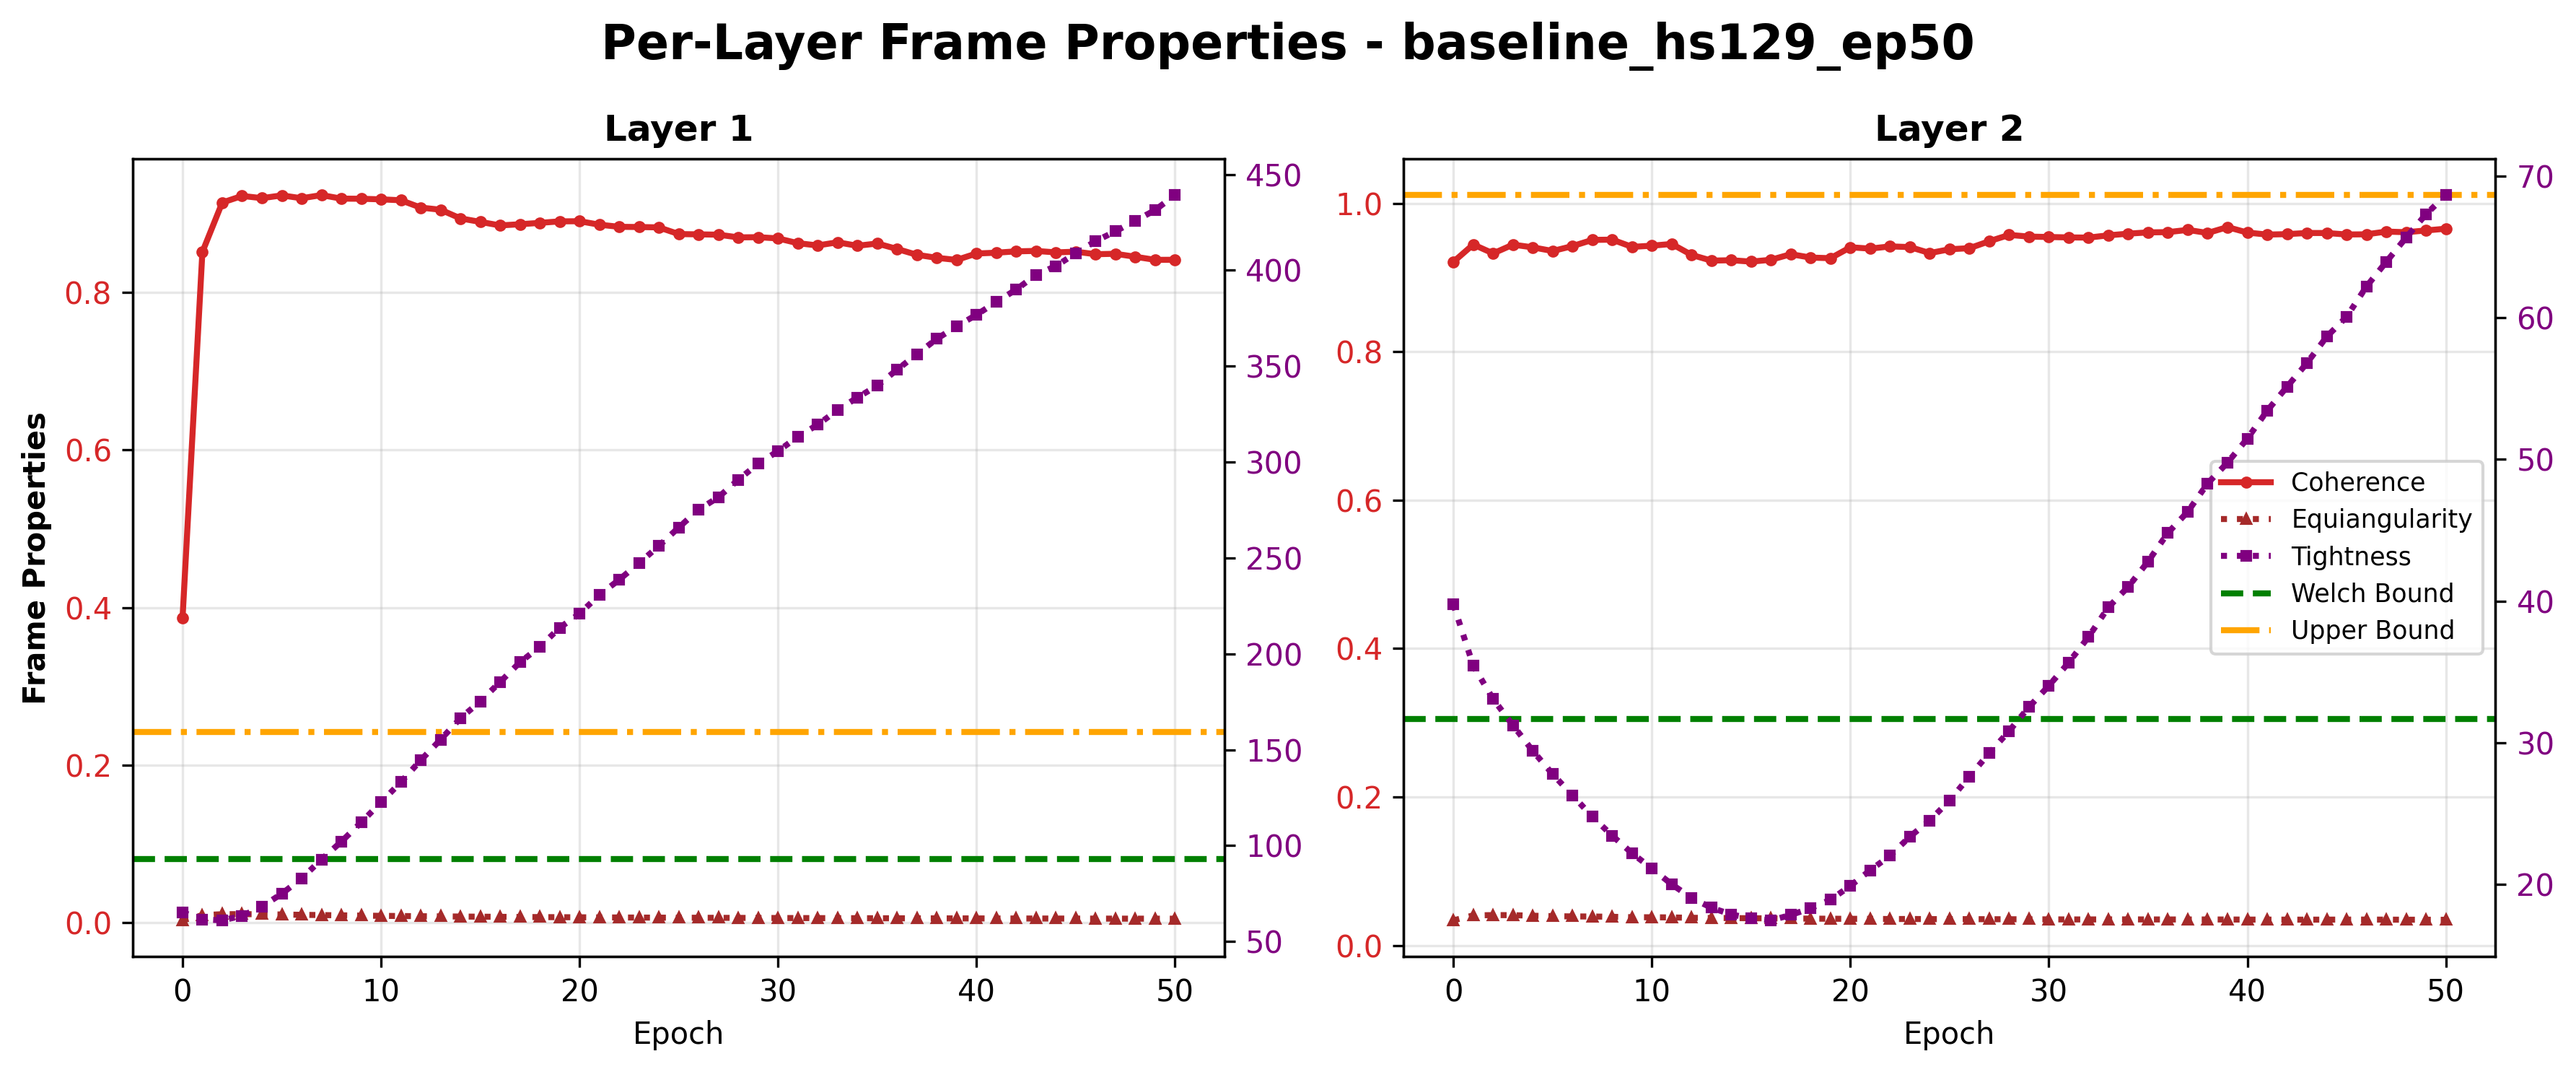 Per-Layer Frame Properties - baseline_hs129_ep50
Layer 1
Frame Properties
0.8
0.6
0.4
0.2
0.0
450
400
350
300
250
200
150
100
50
0 10 20 30 40 50
Epoch
Layer 2
1.0
0.8
0.6
0.4
0.2
0.0
70
60
50
40
30
20
Coherence
Equiangularity
Tightness
Welch Bound
Upper Bound
0 10 20 30 40 50
Epoch